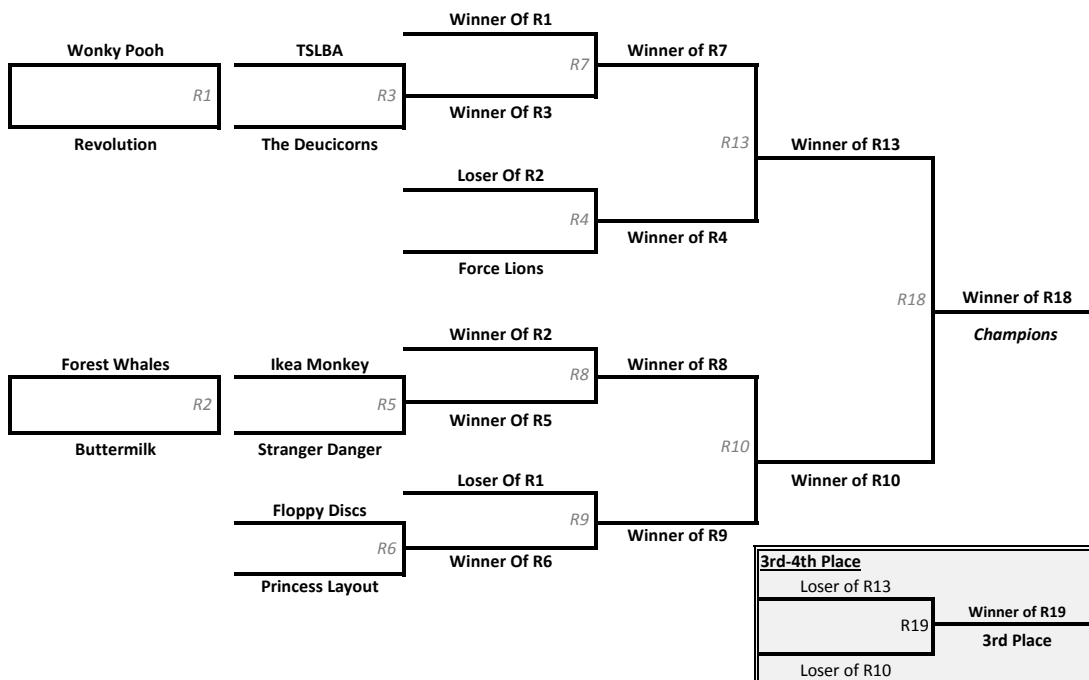 Winner Of R1
Wonky Pooh
TSLBA
Winner of R7
R7
R1
R3
Winner Of R3
Revolution
The Deucicorns
R13
Winner of R13
Loser Of R2
R4
Winner of R4
Force Lions
R18
Winner of R18
Champions
Winner Of R2
Forest Whales
Ikea Monkey
Winner of R8
R8
R2
R5
Winner Of R5
Buttermilk
Stranger Danger
R10
Loser Of R1
Winner of R10
Floppy Discs
R9
Winner of R9
R6
Winner Of R6
Princess Layout
3rd-4th Place
Loser of R13
Winner of R19
R19
3rd Place
Loser of R10